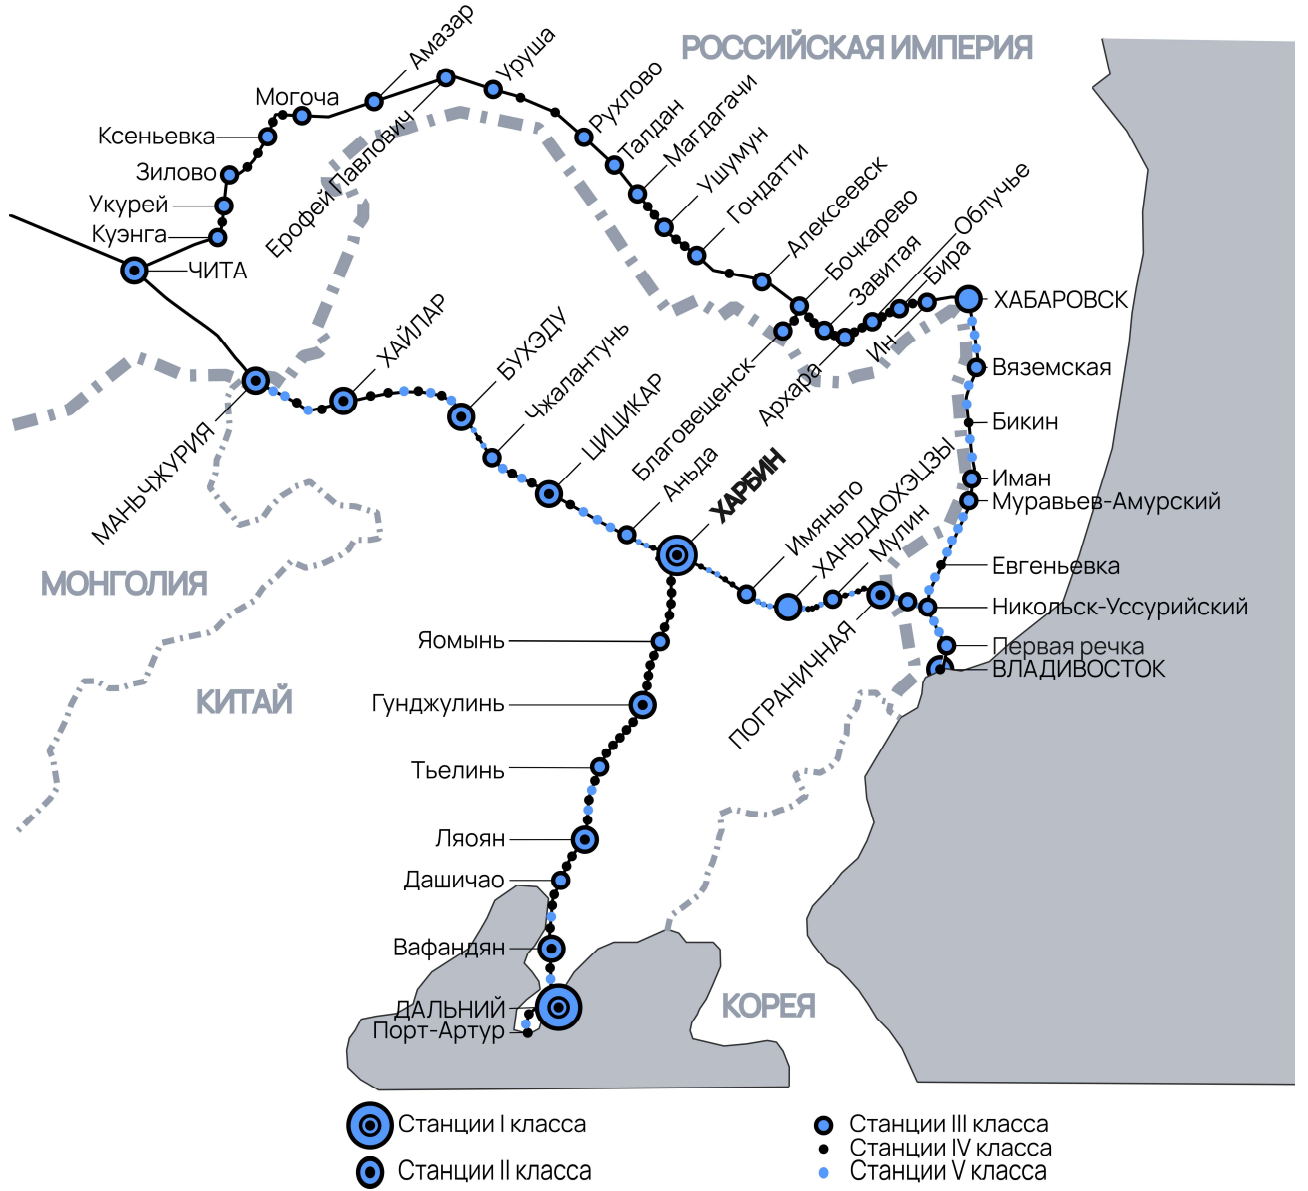 РОССИЙСКАЯ ИМПЕРИЯ
Амазар
Уруша
Могоча
Рухлово
Талдан
Магдагачи
Ксеньевка
Ерофей Павлович
Ушумун
Зилово
Гондатти
Укурей
Алексеевск
Бочкарево
Облучье
Куэнга
Завитая
Бира
ЧИТА
ХАБАРОВСК
ХАЙЛАР
БУХЭДУ
Чжалантунь
Ин
Вяземская
Архара
Благовещенск
ЦИЦИКАР
Бикин
МАНЬЧЖУРИЯ
Аньда
ХАРБИН
Имяньпо
ХАНЬДАОХЭЦЗЫ
Мулин
Иман
Муравьев-Амурский
МОНГОЛИЯ
Евгеньевка
Никольск-Уссурийский
Яомынь
ПОГРАНИЧНАЯ
Первая речка
ВЛАДИВОСТОК
КИТАЙ
Гунджулинь
Тьелинь
Ляоян
Дашичао
Вафандян
ДАЛЬНИЙ
КОРЕЯ
Порт-Артур
Станции I класса
Станции III класса
Станции IV класса
Станции II класса
Станции V класса